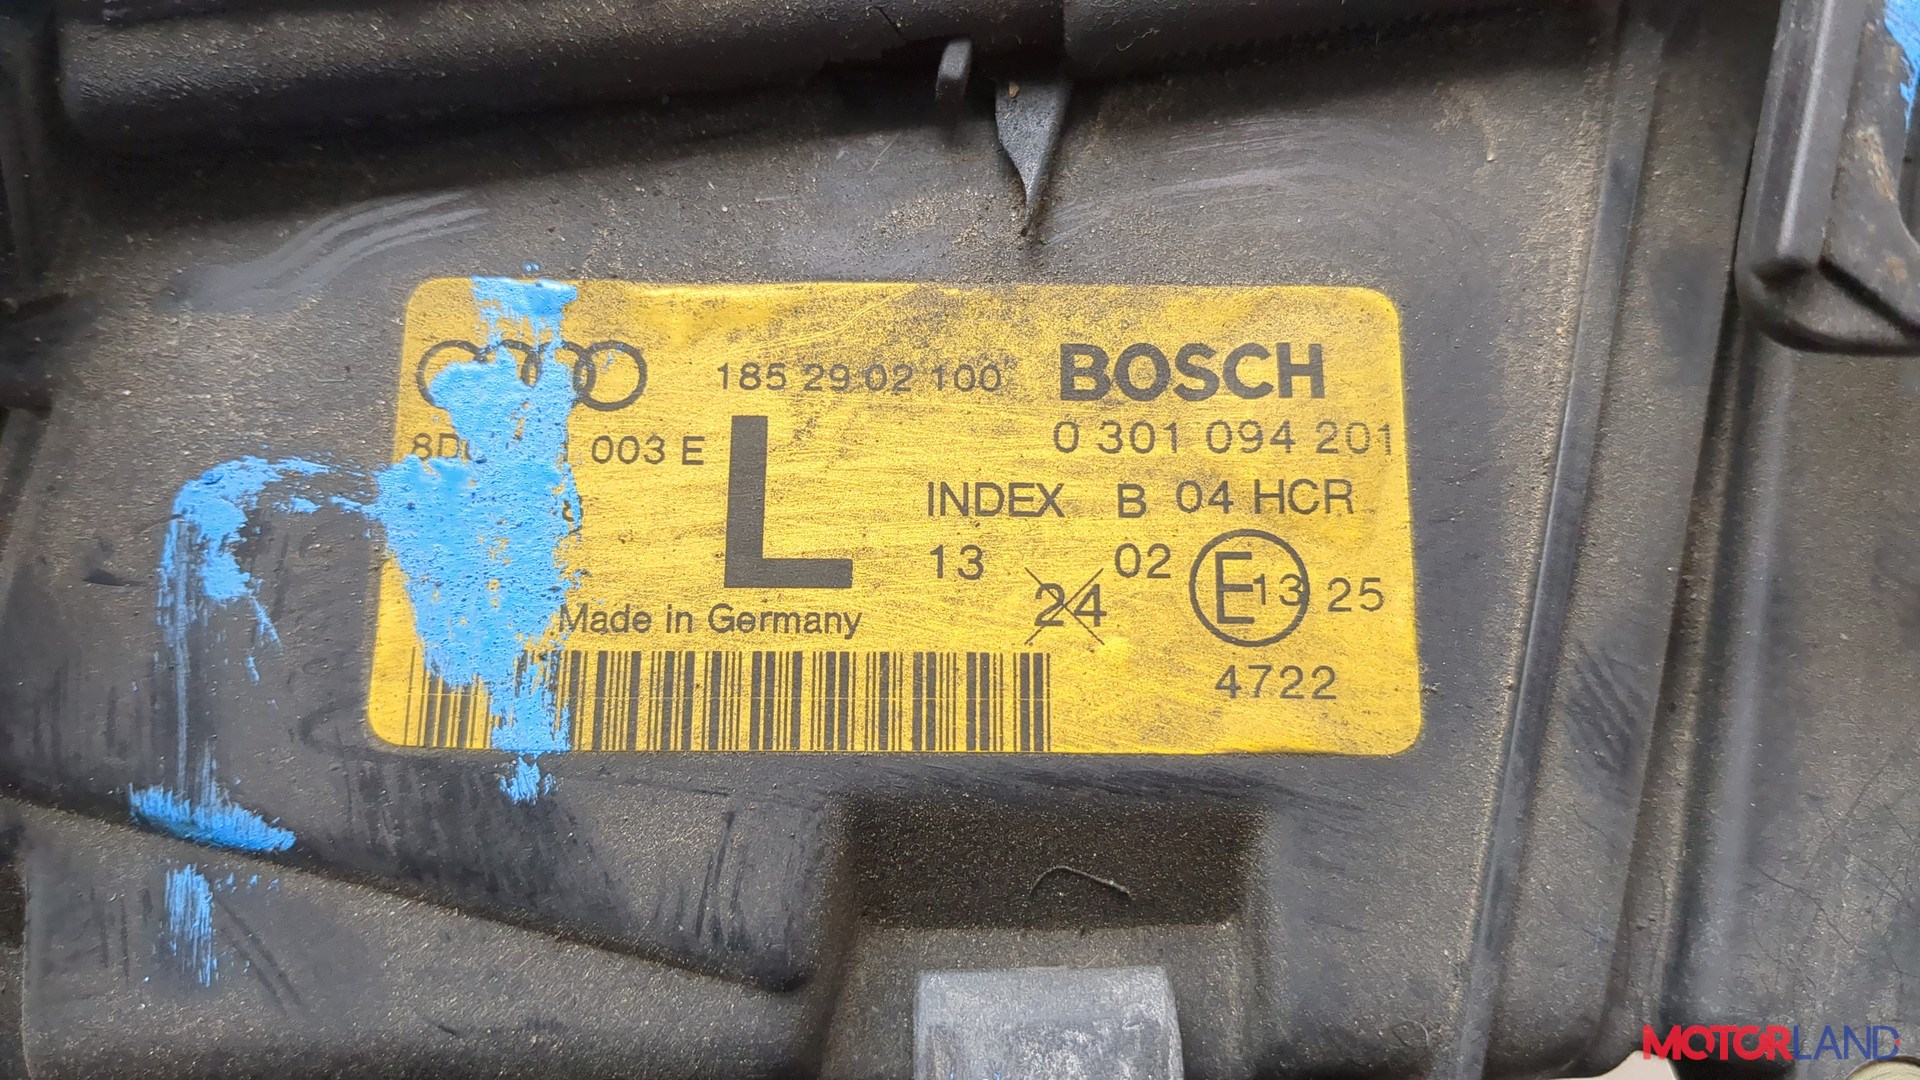 185 29 02 100 BOSCH
003 E L 0 301 094 201
INDEX B 04 HCR
13 24 02 E 13 25
Made in Germany
4722
MOTORLAND